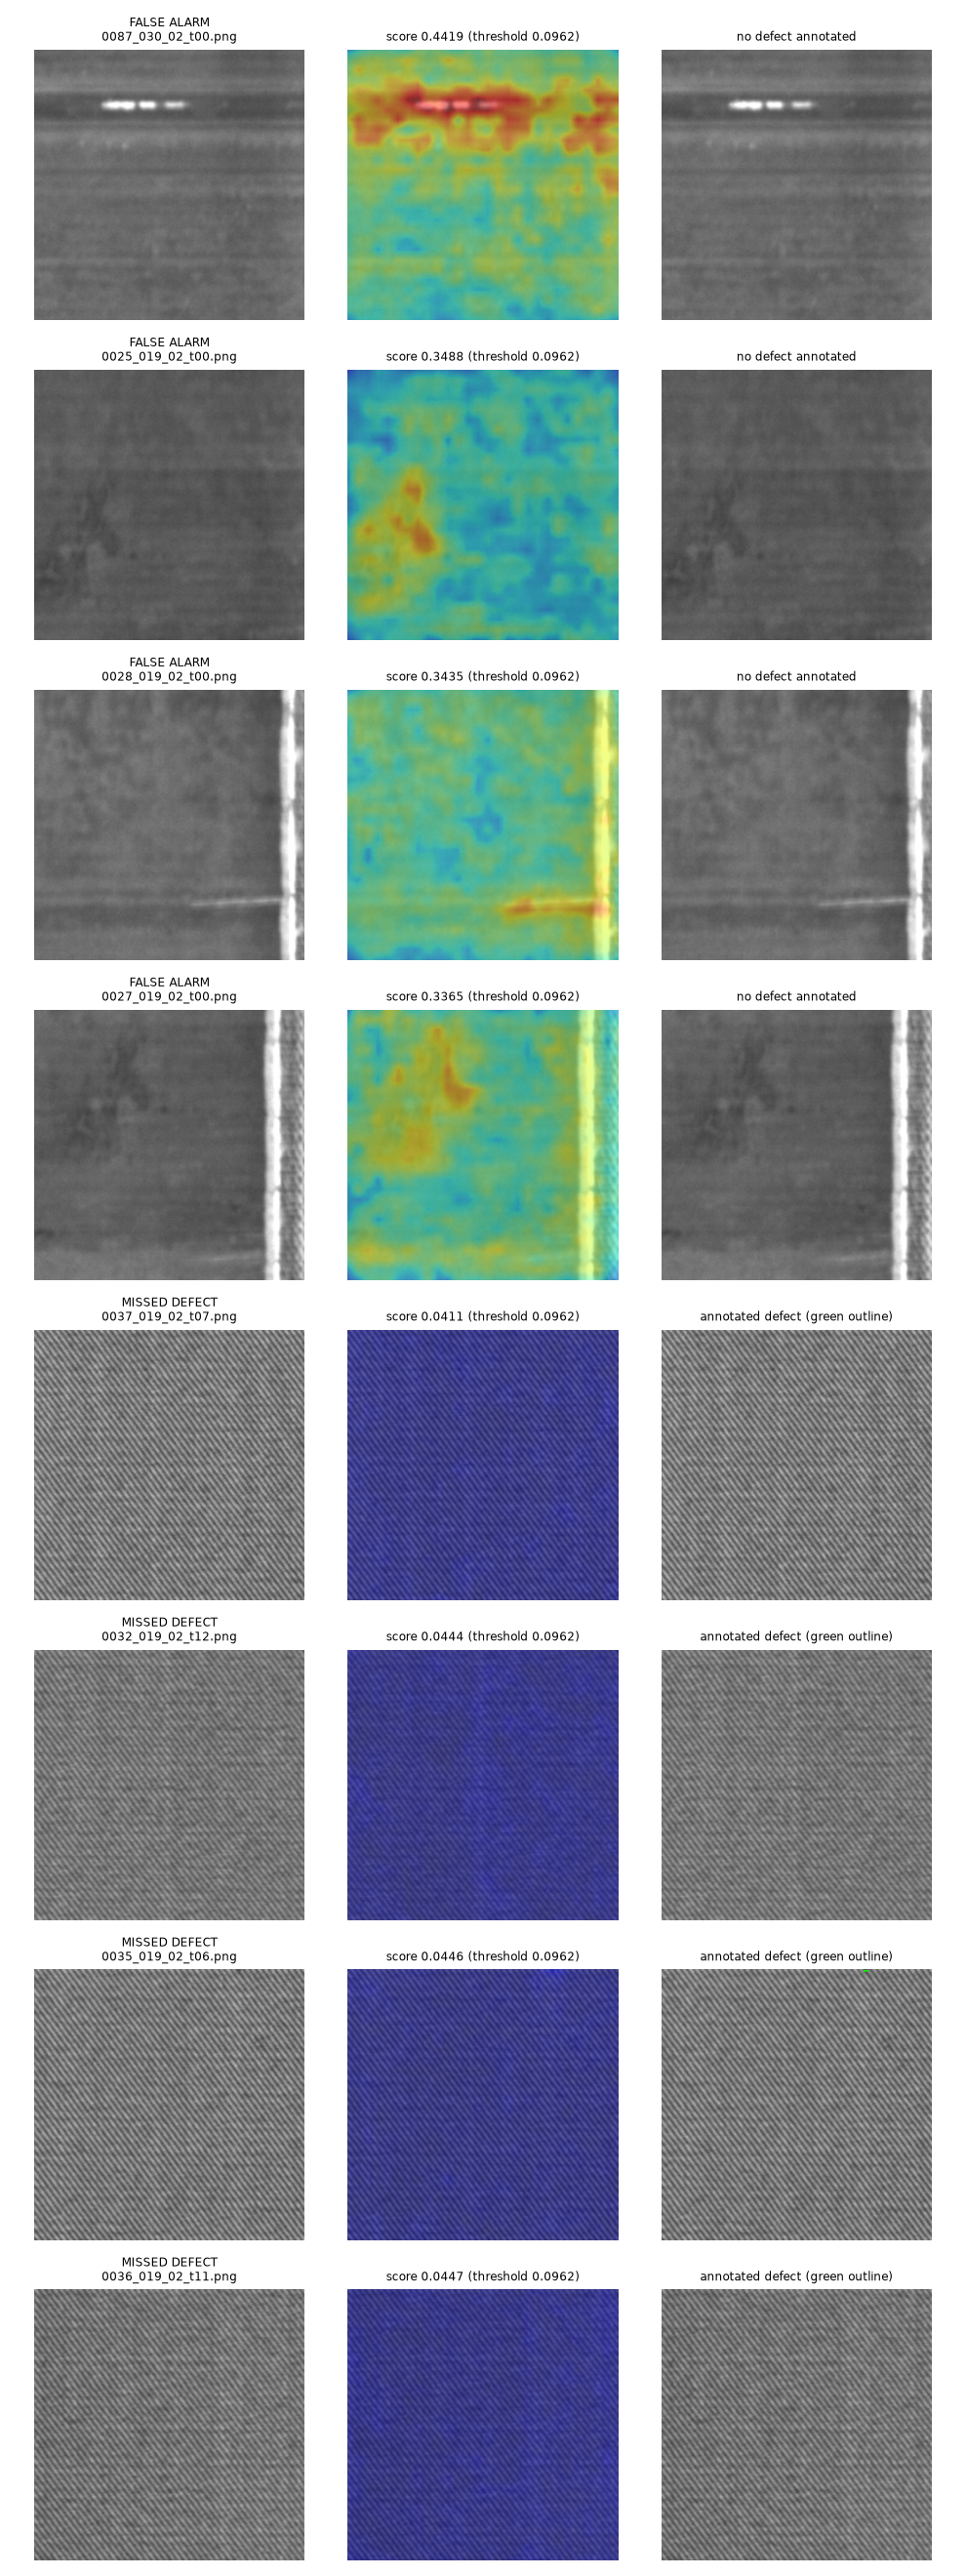 FALSE ALARM
0087_030_02_t00.png
score 0.4419 (threshold 0.0962)
no defect annotated
FALSE ALARM
0025_019_02_t00.png
score 0.3488 (threshold 0.0962)
no defect annotated
FALSE ALARM
0028_019_02_t00.png
score 0.3435 (threshold 0.0962)
no defect annotated
FALSE ALARM
0027_019_02_t00.png
score 0.3365 (threshold 0.0962)
no defect annotated
MISSED DEFECT
0037_019_02_t07.png
score 0.0411 (threshold 0.0962)
annotated defect (green outline)
MISSED DEFECT
0032_019_02_t12.png
score 0.0444 (threshold 0.0962)
annotated defect (green outline)
MISSED DEFECT
0035_019_02_t06.png
score 0.0446 (threshold 0.0962)
annotated defect (green outline)
MISSED DEFECT
0036_019_02_t11.png
score 0.0447 (threshold 0.0962)
annotated defect (green outline)